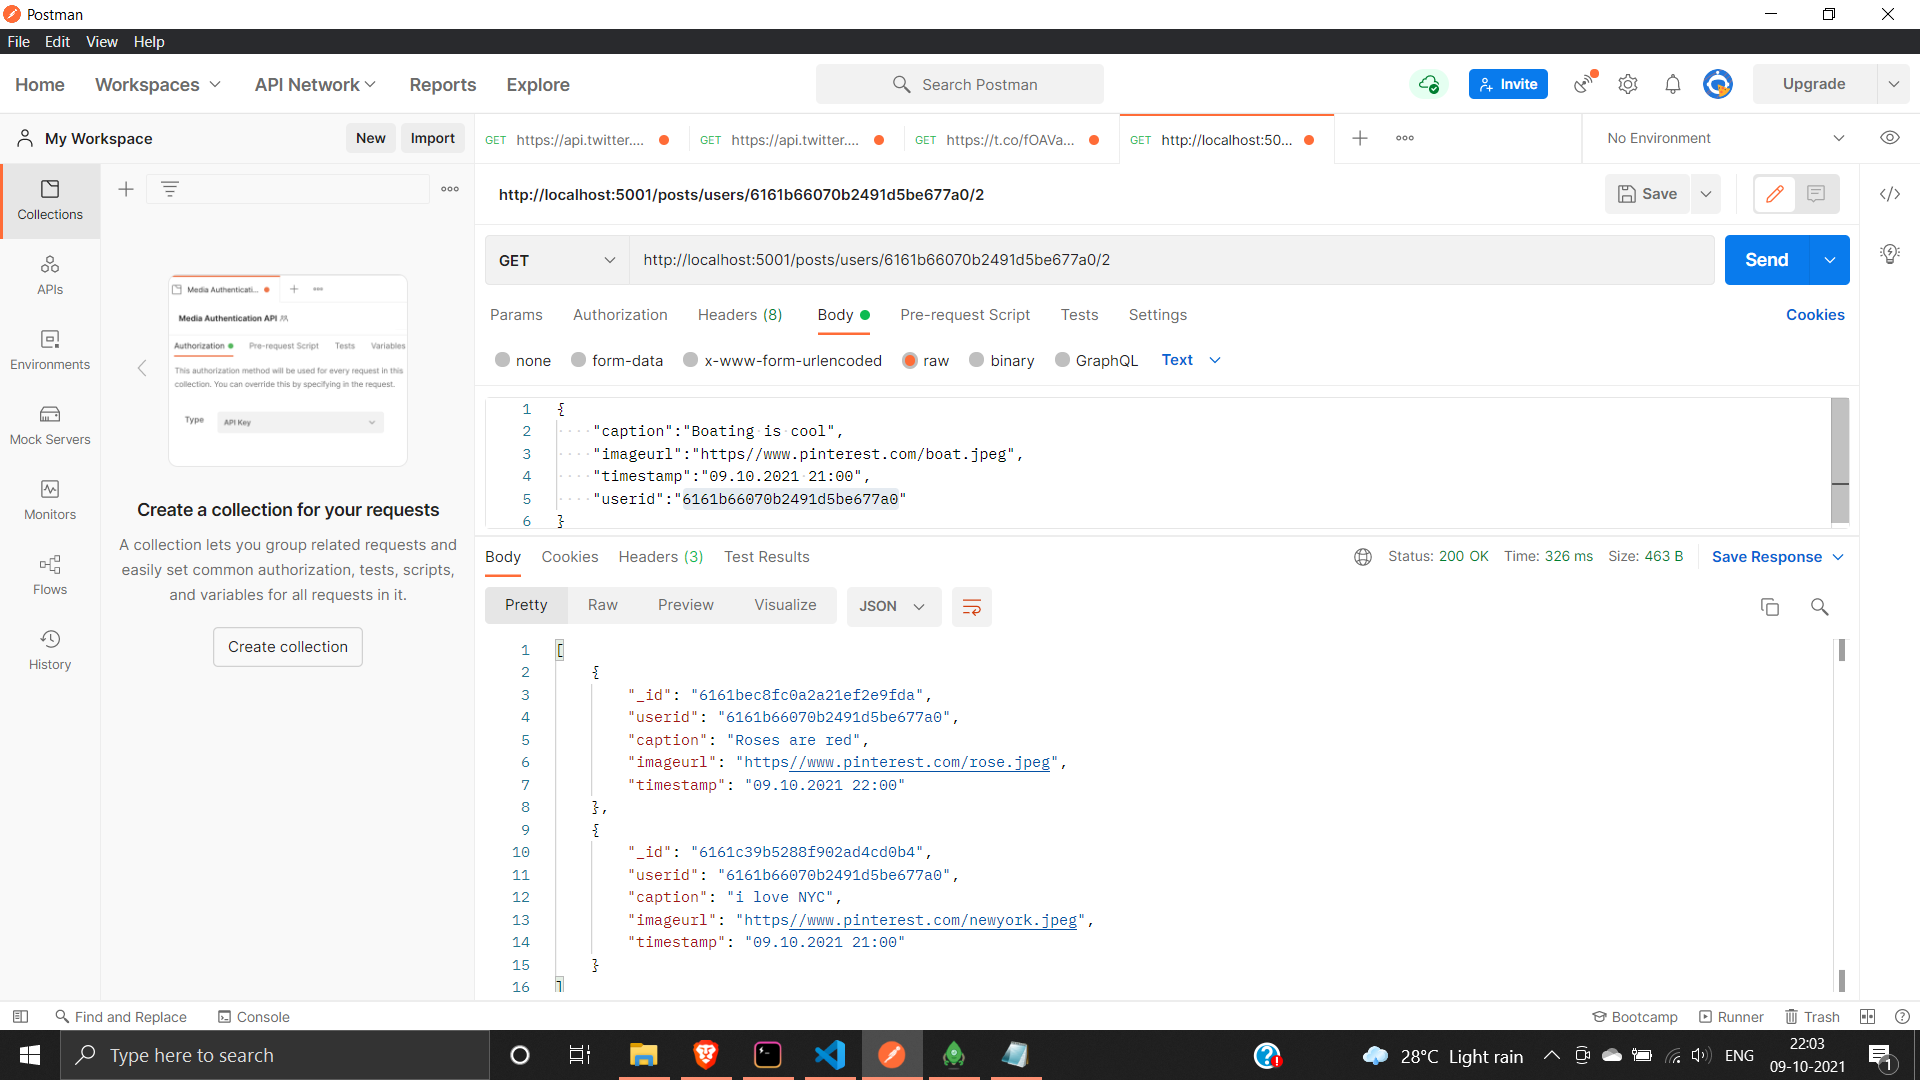 Postman
File Edit View Help
Home Workspaces API Network Reports Explore
Search Postman
Invite
Upgrade
My Workspace
New Import
GET https://api.twitter....
GET https://api.twitter....
GET https://t.co/fOAVa...
GET http://localhost:50...
No Environment
Collections
APIs
Environments
Mock Servers
Monitors
Flows
History
Media Authenticati...
Media Authentication API
Authorization Pre-request Script Tests Variables
This authorization method will be used for every request in this
collection. You can override this by specifying in the request.
Type API Key
Create a collection for your requests
A collection lets you group related requests and
easily set common authorization, tests, scripts,
and variables for all requests in it.
Create collection
http://localhost:5001/posts/users/6161b66070b2491d5be677a0/2
Save
GET http://localhost:5001/posts/users/6161b66070b2491d5be677a0/2
Send
Params Authorization Headers (8) Body Pre-request Script Tests Settings
Cookies
none form-data x-www-form-urlencoded raw binary GraphQL Text
1 {
2 "caption":"Boating is cool",
3 "imageurl":"https//www.pinterest.com/boat.jpeg",
4 "timestamp":"09.10.2021 21:00",
5 "userid":"6161b66070b2491d5be677a0"
6 }
Body Cookies Headers (3) Test Results
Status: 200 OK Time: 326 ms Size: 463 B Save Response
Pretty Raw Preview Visualize JSON
1 [
2 {
3 "_id": "6161bec8fc0a2a21ef2e9fda",
4 "userid": "6161b66070b2491d5be677a0",
5 "caption": "Roses are red",
6 "imageurl": "https//www.pinterest.com/rose.jpeg",
7 "timestamp": "09.10.2021 22:00"
8 },
9 {
10 "_id": "6161c39b5288f902ad4cd0b4",
11 "userid": "6161b66070b2491d5be677a0",
12 "caption": "i love NYC",
13 "imageurl": "https//www.pinterest.com/newyork.jpeg",
14 "timestamp": "09.10.2021 21:00"
15 }
16 ]
Find and Replace Console
Bootcamp Runner Trash
Type here to search
28°C Light rain
ENG
22:03
09-10-2021
1